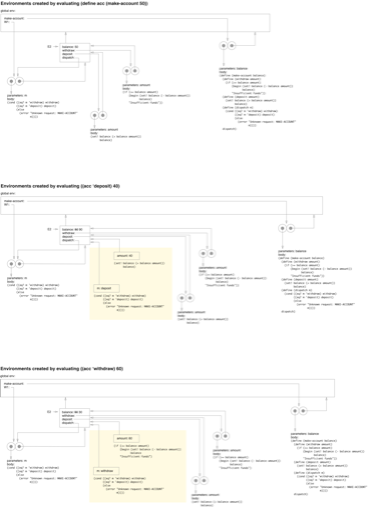 Environments created by evaluating (define acc (make-account 50)):
global env
make-account:
acc:
E0
balance: 50
withdraw:
deposit:
dispatch:
parameters: m
body:
(cond ((eq? m 'withdraw) withdraw)
((eq? m 'deposit) deposit)
(else
(error "Unknown request: MAKE-ACCOUNT"
m))))
parameters: amount
body:
(if (>= balance amount)
(begin (set! balance (- balance amount))
balance)
"Insufficient funds")
parameters: amount
body:
(set! balance (+ balance amount))
balance)
parameters: balance
body:
(define (make-account balance)
(define (withdraw amount)
(if (>= balance amount)
(begin (set! balance (- balance amount))
balance)
"Insufficient funds"))
(define (deposit amount)
(set! balance (+ balance amount))
balance)
(define (dispatch m)
(cond ((eq? m 'withdraw) withdraw)
((eq? m 'deposit) deposit)
(else
(error "Unknown request: MAKE-ACCOUNT"
m))))
dispatch)
Environments created by evaluating ((acc 'deposit) 40)
global env
make-account:
acc:
E0
withdraw:
deposit:
dispatch:
amount: 40
(set! balance (+ balance amount))
balance)
m: deposit
(cond ((eq? m 'withdraw) withdraw)
((eq? m 'deposit) deposit)
(else
(error "Unknown request: MAKE-ACCOUNT"
m))))
parameters: m
body:
(cond ((eq? m 'withdraw) withdraw)
((eq? m 'deposit) deposit)
(else
(error "Unknown request: MAKE-ACCOUNT"
m))))
parameters: amount
body:
(if (>= balance amount)
(begin (set! balance (- balance amount))
balance)
"Insufficient funds")
parameters: amount
body:
(set! balance (+ balance amount))
balance)
parameters: balance
body:
(define (make-account balance)
(define (withdraw amount)
(if (>= balance amount)
(begin (set! balance (- balance amount))
balance)
"Insufficient funds"))
(define (deposit amount)
(set! balance (+ balance amount))
balance)
(define (dispatch m)
(cond ((eq? m 'withdraw) withdraw)
((eq? m 'deposit) deposit)
(else
(error "Unknown request: MAKE-ACCOUNT"
m))))
dispatch)
Environments created by evaluating ((acc 'withdraw) 60)
global env
make-account:
acc:
E0
withdraw:
deposit:
dispatch:
amount: 60
(if (>= balance amount)
(begin (set! balance (- balance amount))
balance)
"Insufficient funds")
m: withdraw
(cond ((eq? m 'withdraw) withdraw)
((eq? m 'deposit) deposit)
(else
(error "Unknown request: MAKE-ACCOUNT"
m))))
parameters: m
body:
(cond ((eq? m 'withdraw) withdraw)
((eq? m 'deposit) deposit)
(else
(error "Unknown request: MAKE-ACCOUNT"
m))))
parameters: amount
body:
(if (>= balance amount)
(begin (set! balance (- balance amount))
balance)
"Insufficient funds")
parameters: amount
body:
(set! balance (+ balance amount))
balance)
parameters: balance
body:
(define (make-account balance)
(define (withdraw amount)
(if (>= balance amount)
(begin (set! balance (- balance amount))
balance)
"Insufficient funds"))
(define (deposit amount)
(set! balance (+ balance amount))
balance)
(define (dispatch m)
(cond ((eq? m 'withdraw) withdraw)
((eq? m 'deposit) deposit)
(else
(error "Unknown request: MAKE-ACCOUNT"
m))))
dispatch)